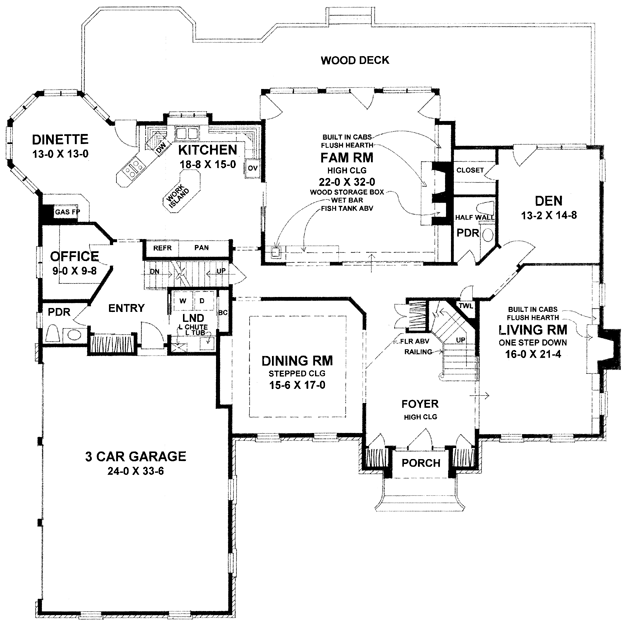 WOOD DECK
DINETTE
13-0 X 13-0
DW
KITCHEN
18-8 X 15-0
OV
WORK
ISLAND
BUILT IN CABS
FLUSH HEARTH
FAM RM
HIGH CLG
22-0 X 32-0
WOOD STORAGE BOX
WET BAR
FISH TANK ABV
CLOSET
DEN
13-2 X 14-8
HALF WALL
PDR
GAS FP
OFFICE
9-0 X 9-8
REFR
PAN
DN
UP
PDR
ENTRY
W
D
LND
L CHUTE
L TUB
BC
DINING RM
STEPPED CLG
15-6 X 17-0
TWL
FLR ABV
RAILING
UP
BUILT IN CABS
FLUSH HEARTH
LIVING RM
ONE STEP DOWN
16-0 X 21-4
FOYER
HIGH CLG
PORCH
3 CAR GARAGE
24-0 X 33-6